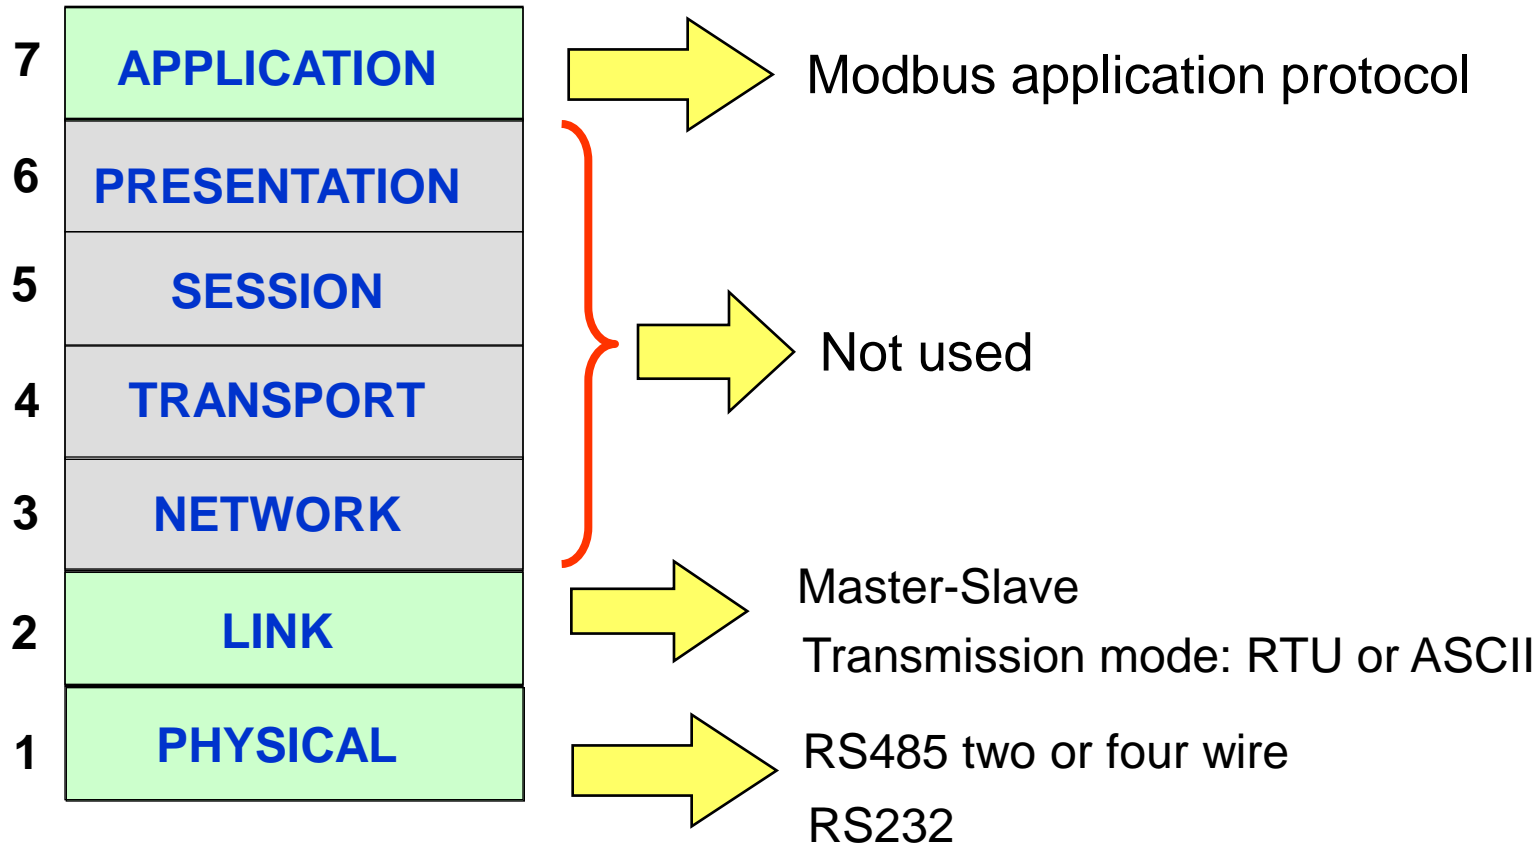 7 APPLICATION Modbus application protocol
6 PRESENTATION
5 SESSION
Not used
4 TRANSPORT
3 NETWORK
2 LINK Master-Slave
Transmission mode: RTU or ASCII
1 PHYSICAL RS485 two or four wire
RS232